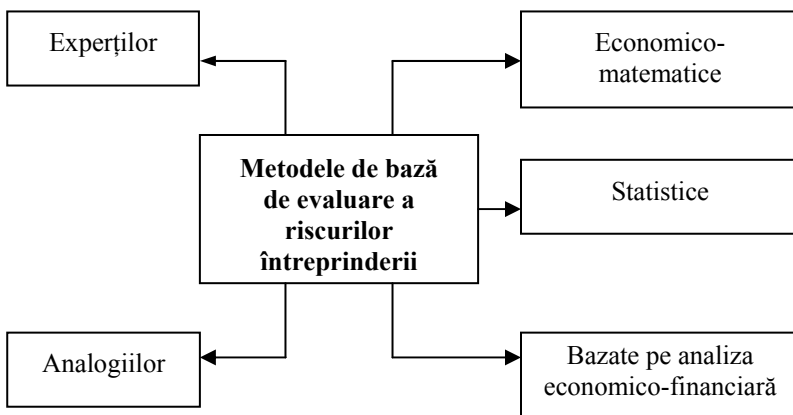 Experților
Economico-
matematice
Metodele de bază
de evaluare a
riscurilor
întreprinderii
Statistice
Analogiilor
Bazate pe analiza
economico-financiară